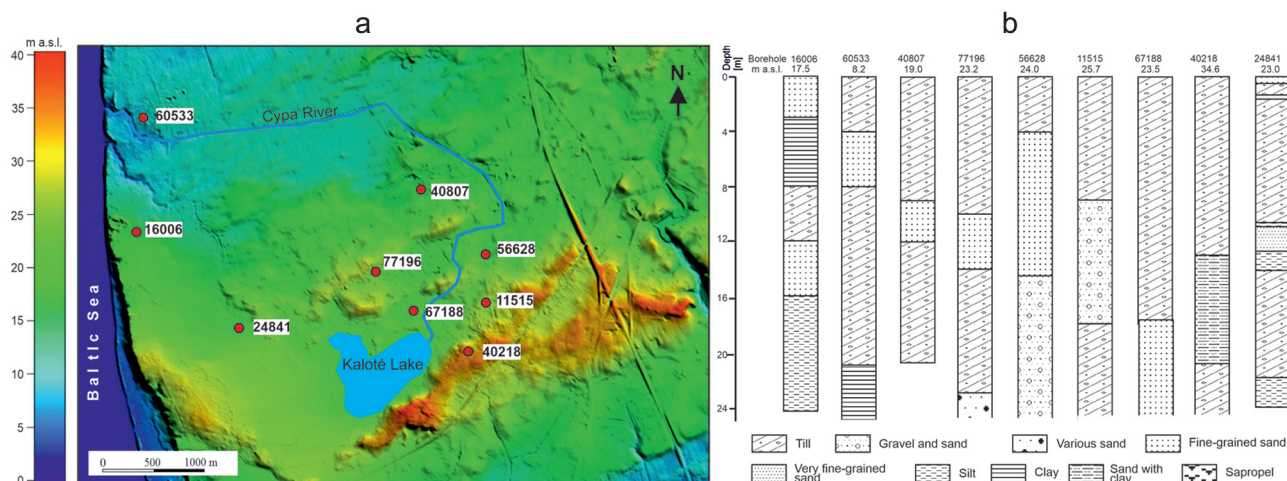 a
b
m a.s.l.
40
35
30
25
20
15
10
5
0
Baltic Sea
60533
Cypa River
N
40807
16006
56628
77196
11515
67188
24841
40218
Kalotė Lake
0 500 1000 m
Depth [m]
Borehole 16006 60533 40807 77196 56628 11515 67188 40218 24841
m a.s.l. 17.5 8.2 19.0 23.2 24.0 25.7 23.5 34.6 23.0
0
4
8
12
16
20
24
Till Gravel and sand Various sand Fine-grained sand
Very fine-grained sand Silt Clay Sand with clay Sapropel